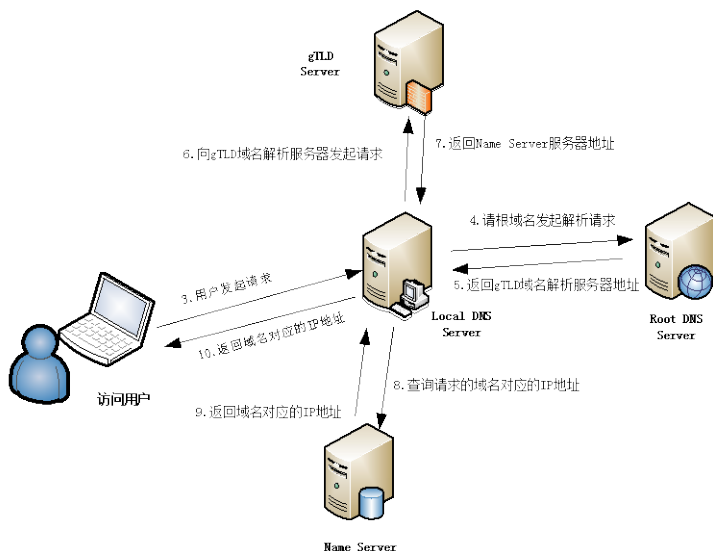 gTLD
Server
6.向gTLD域名解析服务器发起请求
7.返回Name Server服务器地址
4.请根域名发起解析请求
3.用户发起请求
5.返回gTLD域名解析服务器地址
Local DNS
Server
Root DNS
Server
10.返回域名对应的IP地址
访问用户
8.查询请求的域名对应的IP地址
9.返回域名对应的IP地址
Name Server